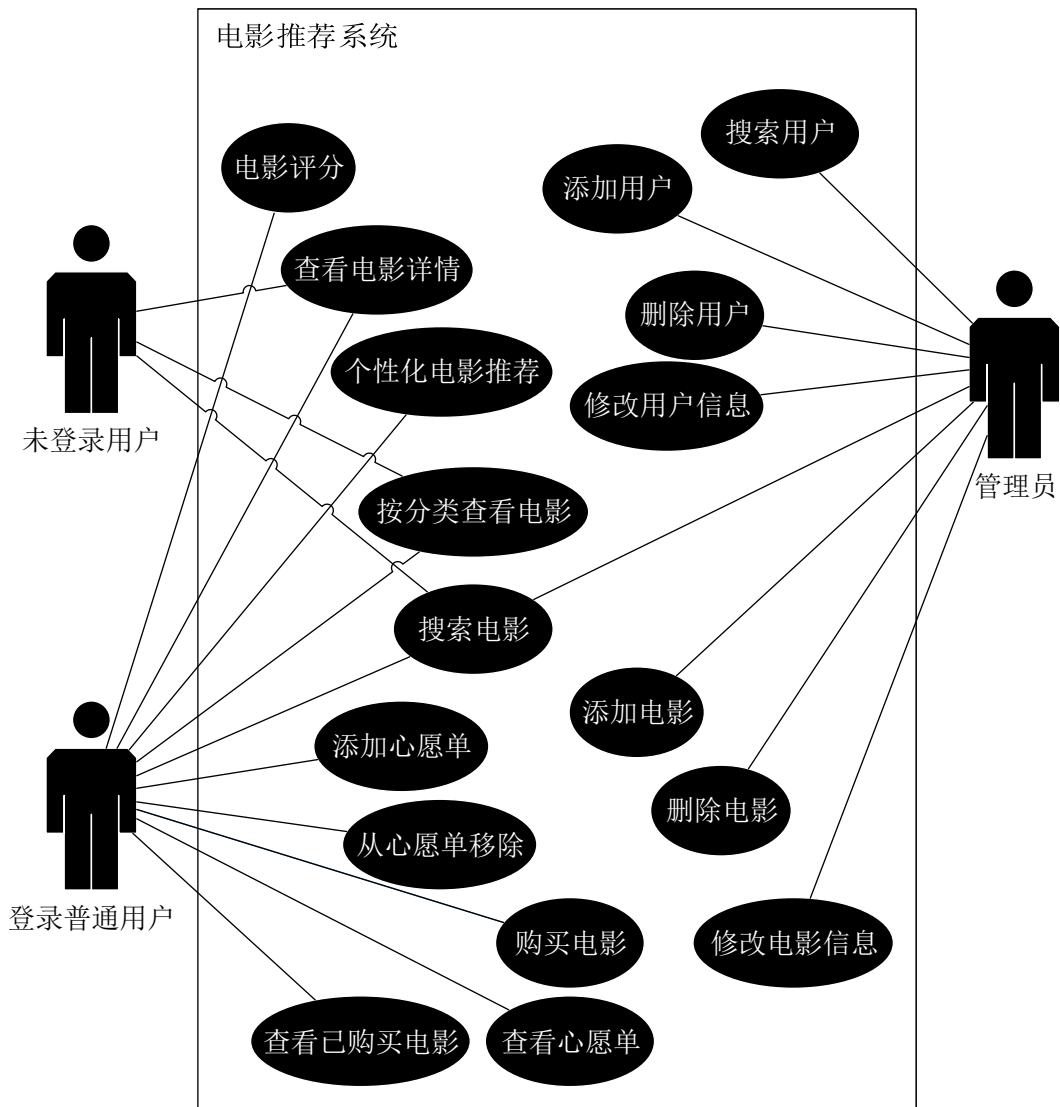 电影推荐系统
搜索用户
电影评分
添加用户
查看电影详情
删除用户
个性化电影推荐
修改用户信息
未登录用户
管理员
按分类查看电影
搜索电影
添加电影
添加心愿单
删除电影
从心愿单移除
登录普通用户
购买电影
修改电影信息
查看已购买电影
查看心愿单